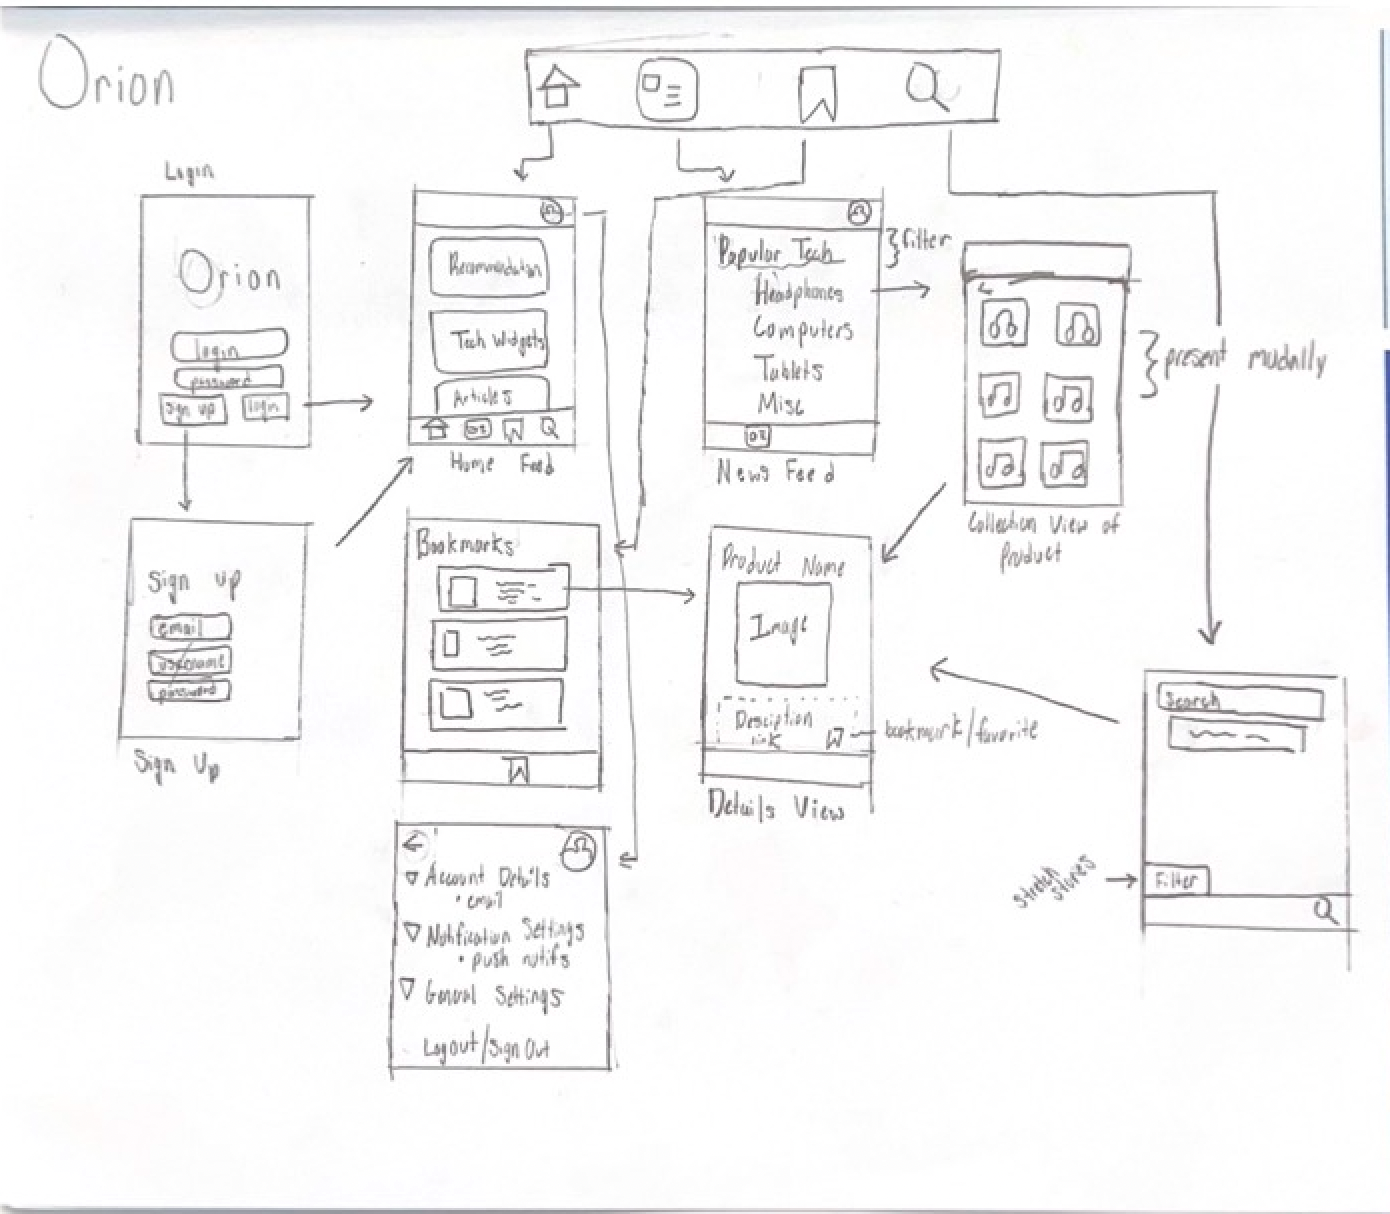 Orion
Login
Orion
login
password
sign up
login
Recommendation
Tech Widgets
Articles
Home Feed
Popular Tech
Headphones
Computers
Tablets
Misc
News Feed
filter
present modally
Collection View of
Product
Sign up
email
username
password
Sign Up
Bookmarks
Product Name
Image
Desciption
link
bookmark/favorite
Details View
Search
Filter
Stretch
stories
Account Details
• email
Notification Settings
• push notifs
General Settings
Logout/Sign Out